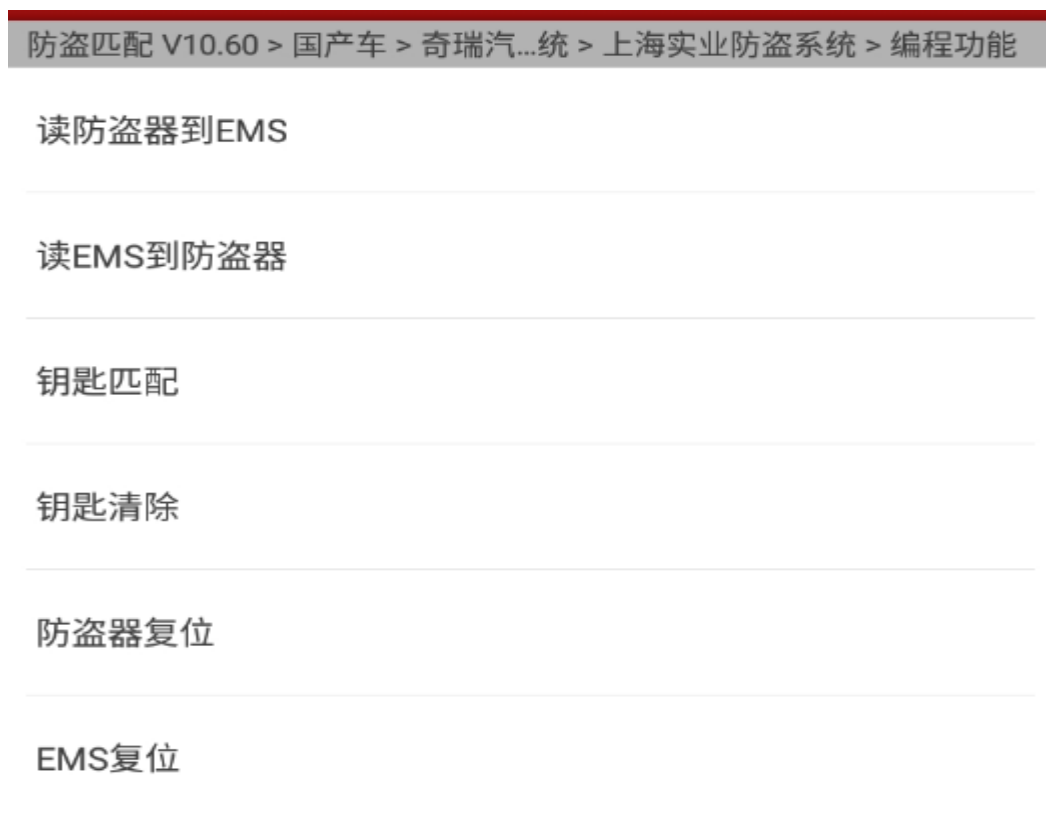 防盗匹配 V10.60 > 国产车 > 奇瑞汽...统 > 上海实业防盗系统 > 编程功能
读防盗器到EMS
读EMS到防盗器
钥匙匹配
钥匙清除
防盗器复位
EMS复位